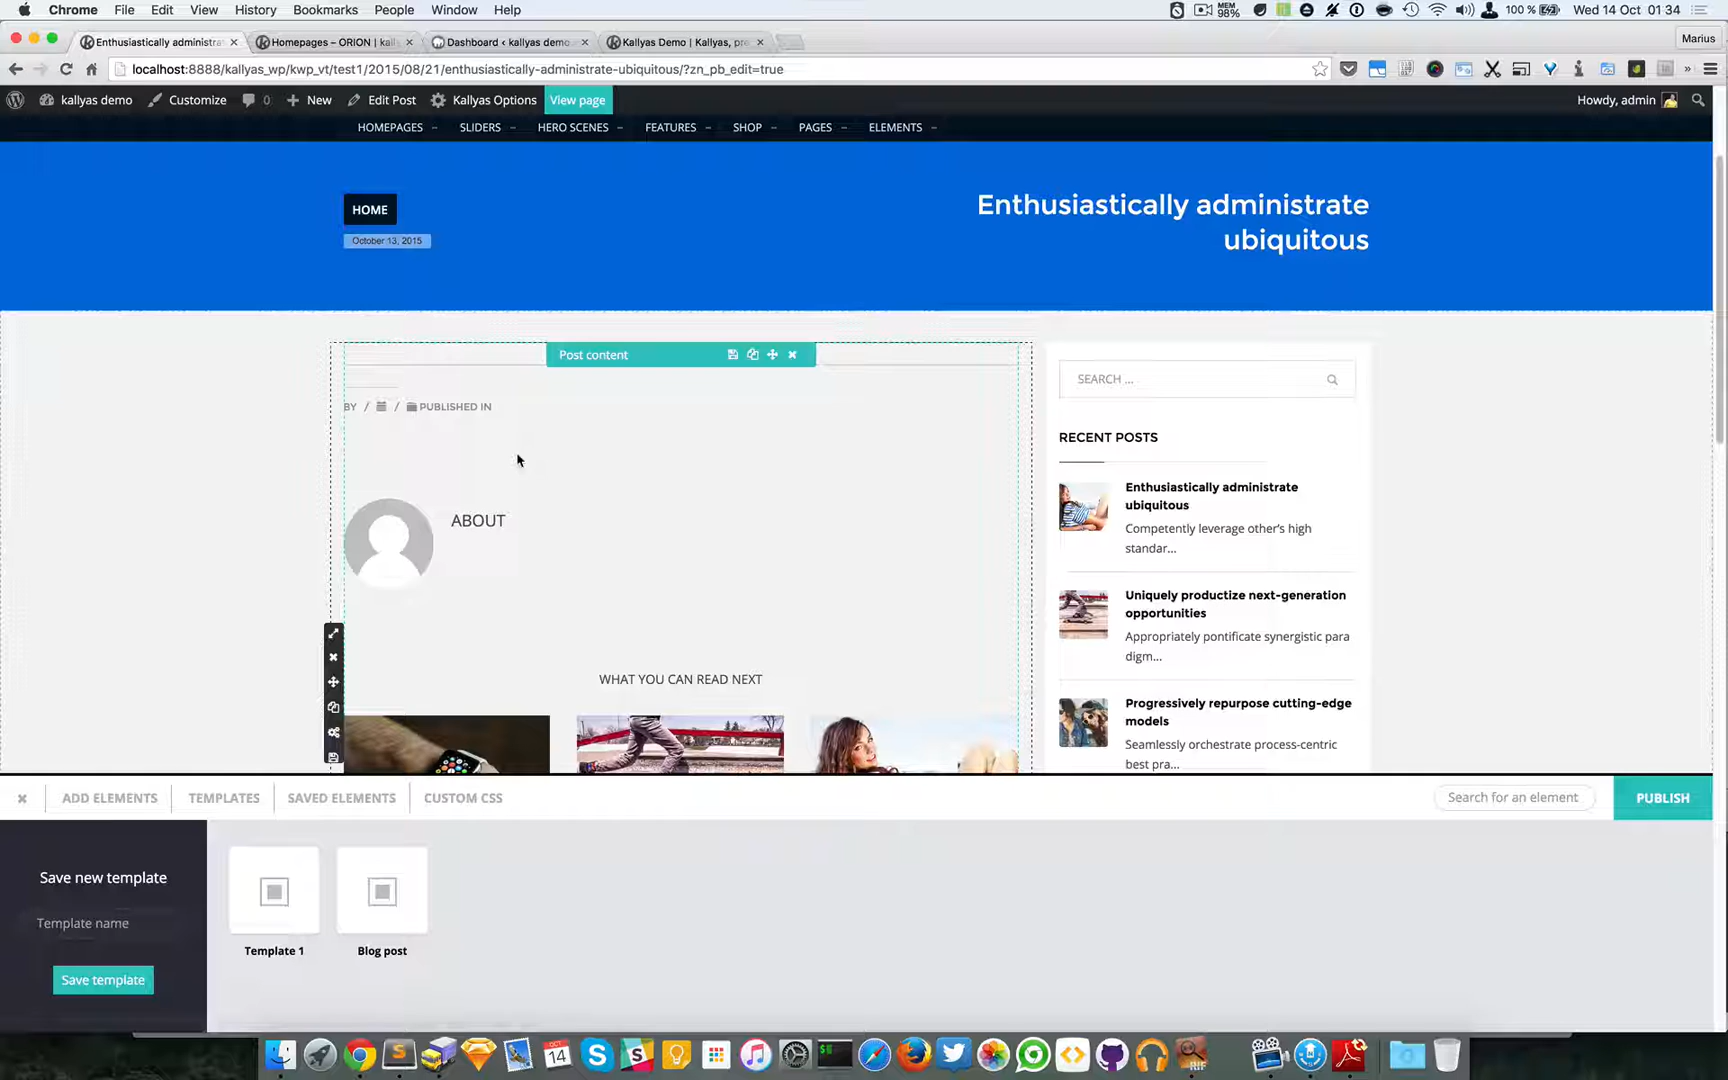 Chrome File Edit View History Bookmarks People Window Help
MEM 98%
100 % Wed 14 Oct 01:34
Enthusiastically administra
Homepages – ORION | kall
Dashboard ‹ kallyas demo
Kallyas Demo | Kallyas, pre
Marius
localhost:8888/kallyas_wp/kwp_vt/test1/2015/08/21/enthusiastically-administrate-ubiquitous/?zn_pb_edit=true
kallyas demo Customize 0 New Edit Post Kallyas Options View page Howdy, admin
HOMEPAGES SLIDERS HERO SCENES FEATURES SHOP PAGES ELEMENTS
HOME
October 13, 2015
Enthusiastically administrate
ubiquitous
Post content
BY / / PUBLISHED IN
ABOUT
WHAT YOU CAN READ NEXT
SEARCH ...
RECENT POSTS
Enthusiastically administrate
ubiquitous
Competently leverage other's high
standar...
Uniquely productize next-generation
opportunities
Appropriately pontificate synergistic para
digm...
Progressively repurpose cutting-edge
models
Seamlessly orchestrate process-centric
best pra...
ADD ELEMENTS TEMPLATES SAVED ELEMENTS CUSTOM CSS Search for an element PUBLISH
Save new template
Template name
Save template
Template 1
Blog post
OCT
14